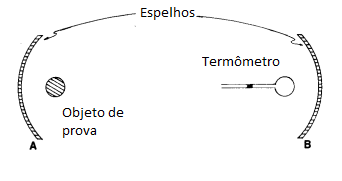 Espelhos
Termômetro
Objeto de
prova
A
B